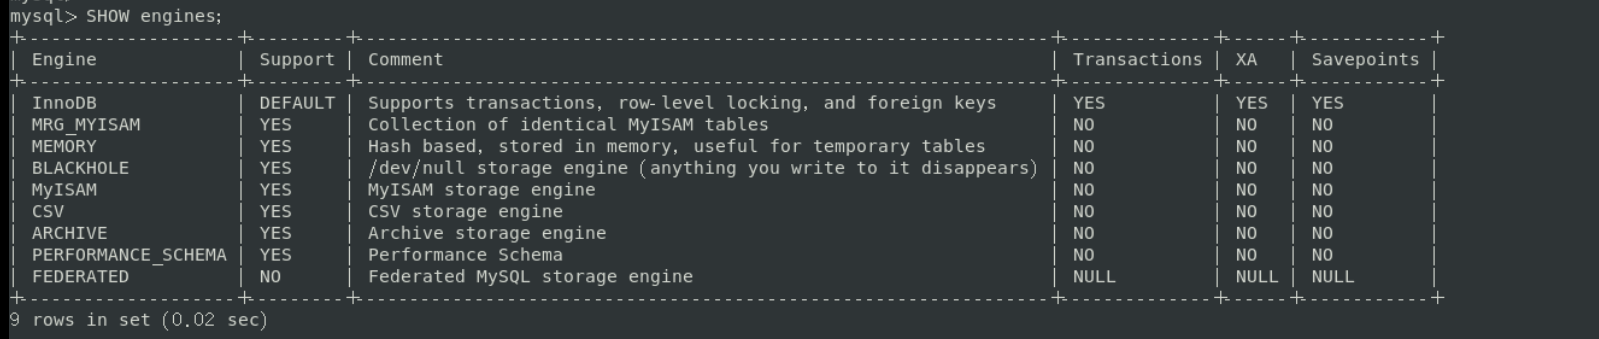 mysql> SHOW engines;
+--------------------+---------+----------------------------------------------------------------+--------------+------+------------+
| Engine             | Support | Comment                                                        | Transactions | XA   | Savepoints |
+--------------------+---------+----------------------------------------------------------------+--------------+------+------------+
| InnoDB             | DEFAULT | Supports transactions, row-level locking, and foreign keys     | YES          | YES  | YES        |
| MRG_MYISAM         | YES     | Collection of identical MyISAM tables                          | NO           | NO   | NO         |
| MEMORY             | YES     | Hash based, stored in memory, useful for temporary tables      | NO           | NO   | NO         |
| BLACKHOLE          | YES     | /dev/null storage engine (anything you write to it disappears) | NO           | NO   | NO         |
| MyISAM             | YES     | MyISAM storage engine                                          | NO           | NO   | NO         |
| CSV                | YES     | CSV storage engine                                             | NO           | NO   | NO         |
| ARCHIVE            | YES     | Archive storage engine                                         | NO           | NO   | NO         |
| PERFORMANCE_SCHEMA | YES     | Performance Schema                                             | NO           | NO   | NO         |
| FEDERATED          | NO      | Federated MySQL storage engine                                 | NULL         | NULL | NULL       |
+--------------------+---------+----------------------------------------------------------------+--------------+------+------------+
9 rows in set (0.02 sec)